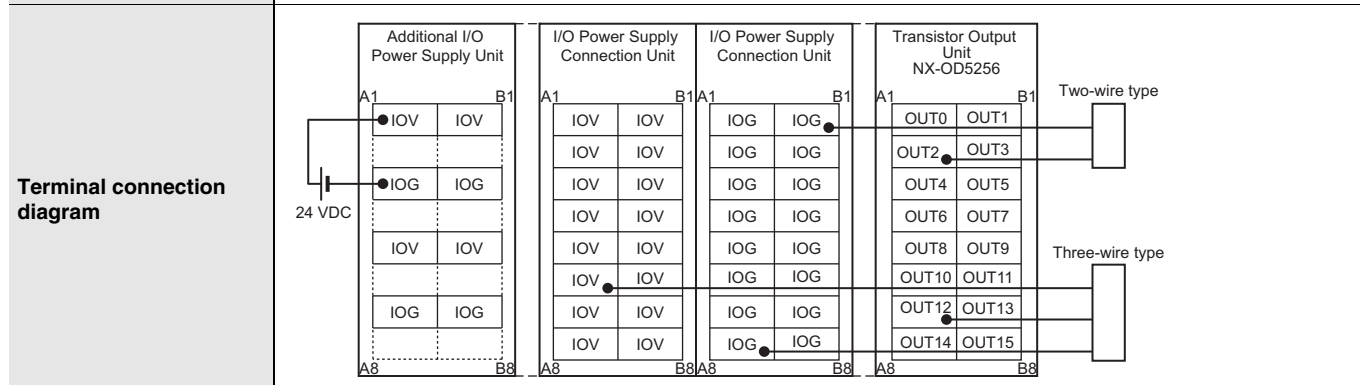 Terminal connection
diagram
Additional I/O
Power Supply Unit
I/O Power Supply
Connection Unit
I/O Power Supply
Connection Unit
Transistor Output
Unit
NX-OD5256
A1 B1 A1 B1 A1 B1 A1 B1
Two-wire type
IOV IOV IOV IOV IOG IOG OUT0 OUT1
IOV IOV IOG IOG OUT2 OUT3
IOG IOG IOV IOV IOG IOG OUT4 OUT5
24 VDC
IOV IOV IOG IOG OUT6 OUT7
IOV IOV IOV IOV IOG IOG OUT8 OUT9
Three-wire type
IOV IOV IOG IOG OUT10 OUT11
IOG IOG IOV IOV IOG IOG OUT12 OUT13
IOV IOV IOG IOG OUT14 OUT15
A8 B8 A8 B8 A8 B8 A8 B8